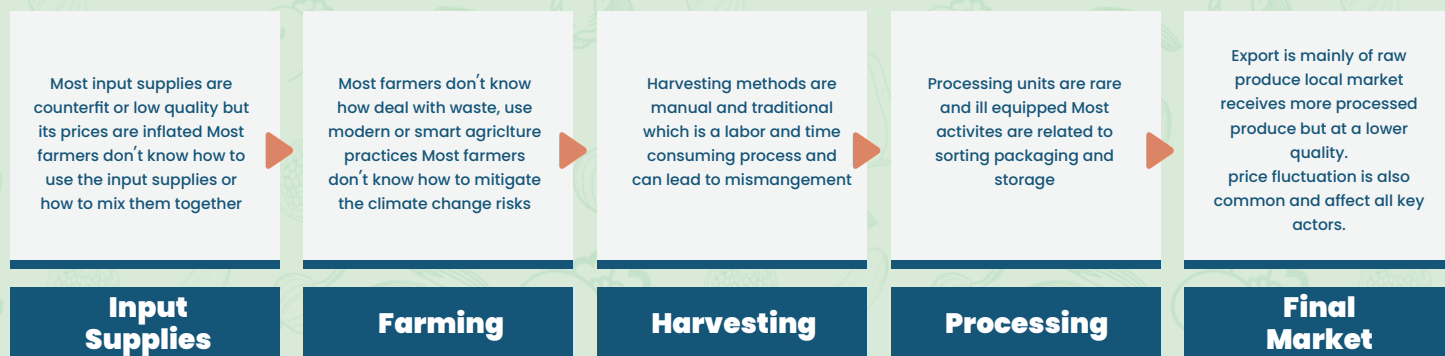 Most input supplies are
counterfit or low quality but
its prices are inflated Most
farmers don't know how to
use the input supplies or
how to mix them together
Most farmers don't know
how deal with waste, use
modern or smart agriclture
practices Most farmers
don't know how to mitigate
the climate change risks
Harvesting methods are
manual and traditional
which is a labor and time
consuming process and
can lead to mismangement
Processing units are rare
and ill equipped Most
activites are related to
sorting packaging and
storage
Export is mainly of raw
produce local market
receives more processed
produce but at a lower
quality.
price fluctuation is also
common and affect all key
actors.
Input
Supplies
Farming
Harvesting
Processing
Final
Market